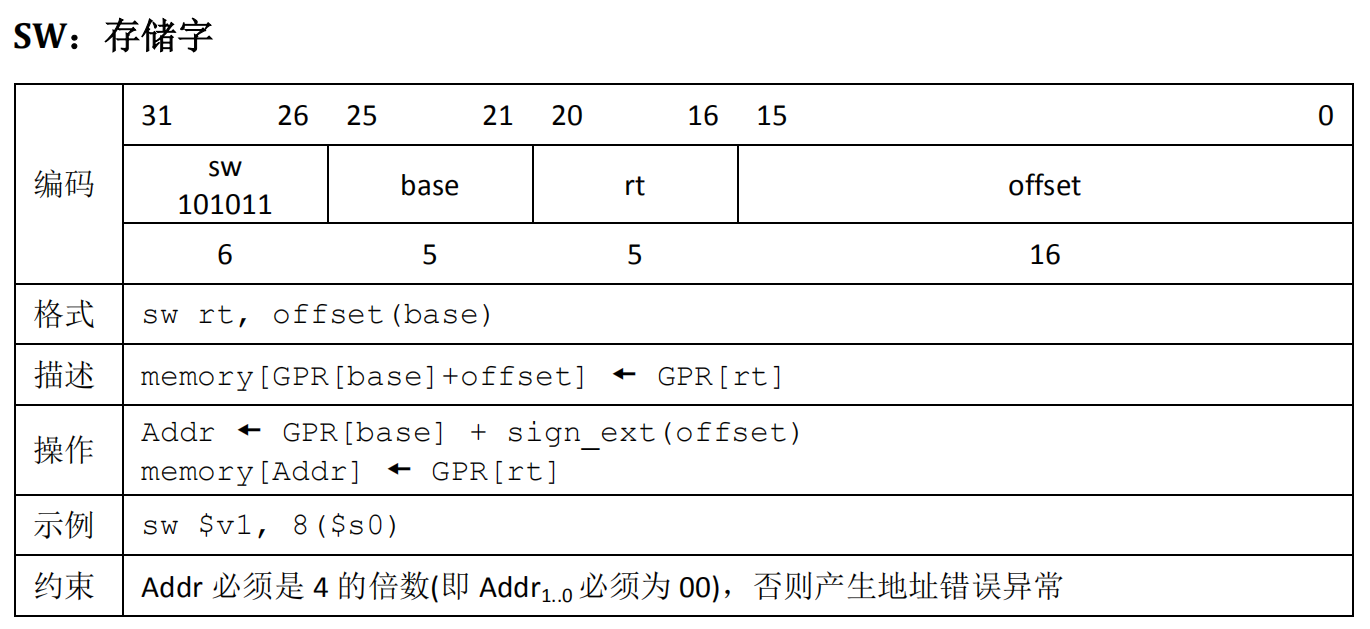 SW：存储字
编码
31 26 25 21 20 16 15 0
sw
101011
base
rt
offset
6 5 5 16
格式 sw rt, offset(base)
描述 memory[GPR[base]+offset] ← GPR[rt]
操作
Addr ← GPR[base] + sign_ext(offset)
memory[Addr] ← GPR[rt]
示例 sw $v1, 8($s0)
约束 Addr 必须是 4 的倍数(即 Addr1..0 必须为 00)，否则产生地址错误异常